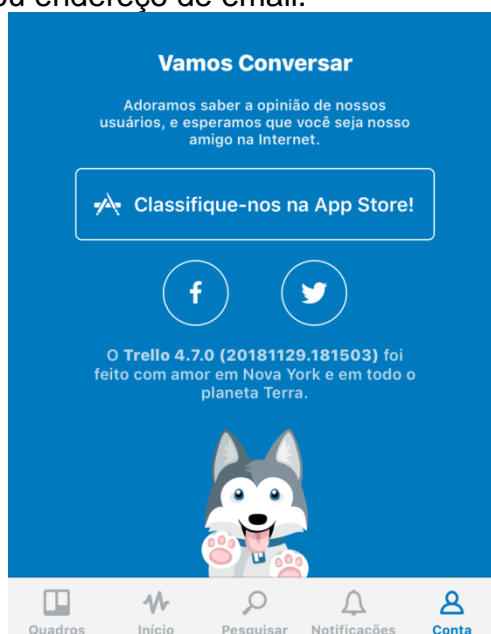 ou endereço de email.
Vamos Conversar
Adoramos saber a opinião de nossos
usuários, e esperamos que você seja nosso
amigo na Internet.
Classifique-nos na App Store!
O Trello 4.7.0 (20181129.181503) foi
feito com amor em Nova York e em todo o
planeta Terra.
Quadros Início Pesquisar Notificações Conta